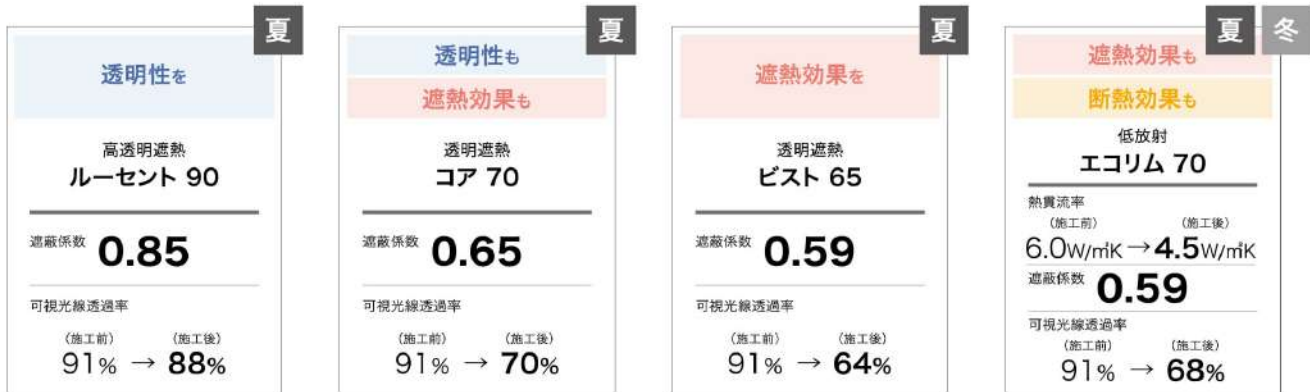 夏
透明性を
高透明遮熱
ルーセント 90
遮蔽係数 0.85
可視光線透過率
(施工前) (施工後)
91% → 88%
夏
透明性も
遮熱効果も
透明遮熱
コア 70
遮蔽係数 0.65
可視光線透過率
(施工前) (施工後)
91% → 70%
夏
遮熱効果を
透明遮熱
ビスト 65
遮蔽係数 0.59
可視光線透過率
(施工前) (施工後)
91% → 64%
夏 冬
遮熱効果も
断熱効果も
低放射
エコリム 70
熱貫流率
(施工前) (施工後)
6.0W/㎡K → 4.5W/㎡K
遮蔽係数 0.59
可視光線透過率
(施工前) (施工後)
91% → 68%